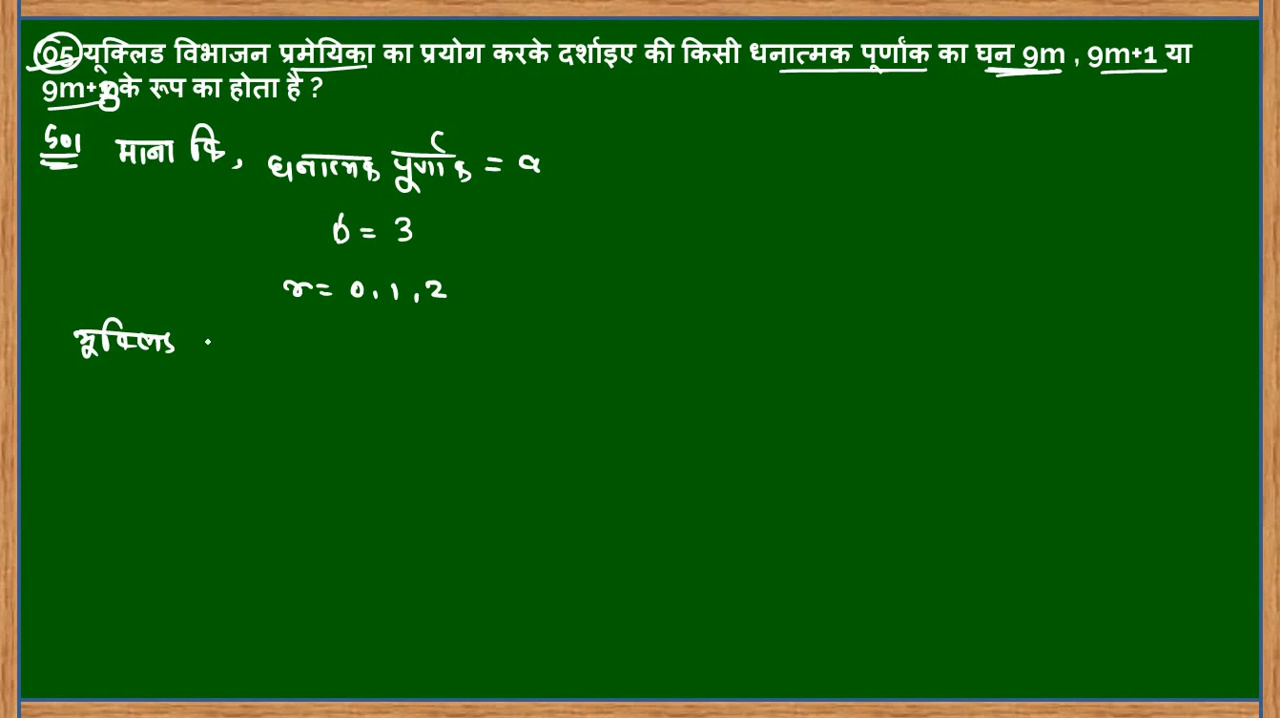 05 यूक्लिड विभाजन प्रमेयिका का प्रयोग करके दर्शाइए की किसी धनात्मक पूर्णांक का घन 9m , 9m+1 या
9m+8 के रूप का होता है ?
Sol माना कि, धनात्मक पूर्णांक = a
b = 3
r = 0, 1, 2
यूक्लिड